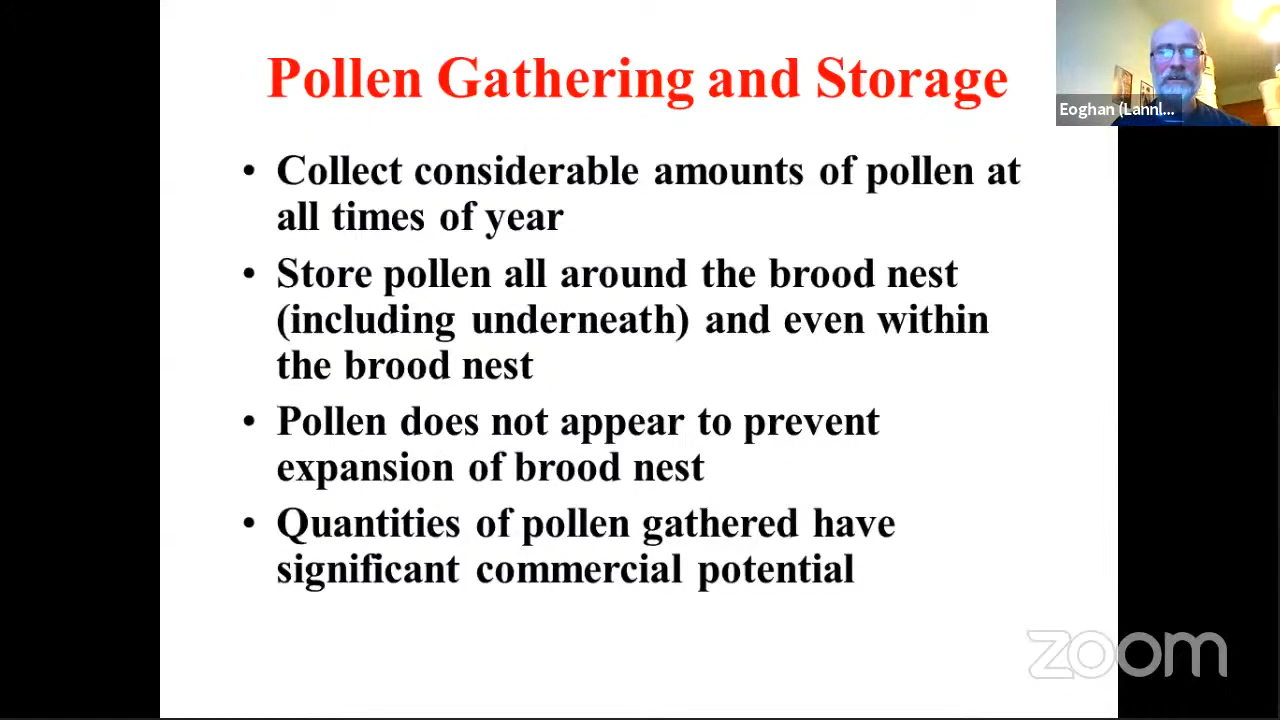 Pollen Gathering and Storage
Eoghan (Lannl...
• Collect considerable amounts of pollen at
all times of year
• Store pollen all around the brood nest
(including underneath) and even within
the brood nest
• Pollen does not appear to prevent
expansion of brood nest
• Quantities of pollen gathered have
significant commercial potential
zoom